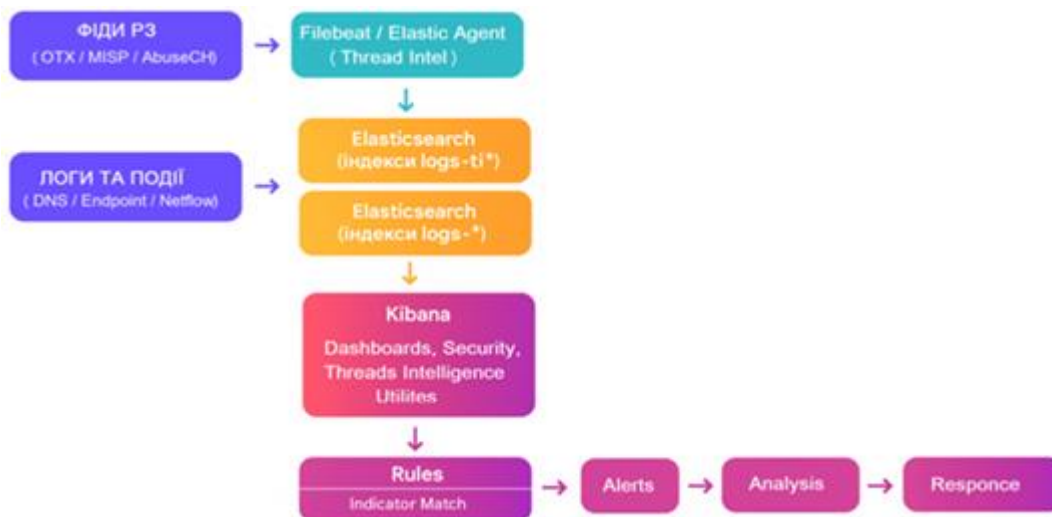 ФІДИ РЗ
( OTX / MISP / AbuseCH)
Filebeat / Elastic Agent
( Thread Intel )
Elasticsearch
(індекси logs-ti*)
ЛОГИ ТА ПОДІЇ
( DNS / Endpoint / Netflow)
Elasticsearch
(індекси logs-*)
Kibana
Dashboards, Security,
Threads Intelligence
Utilites
Rules
Indicator Match
Alerts
Analysis
Responce